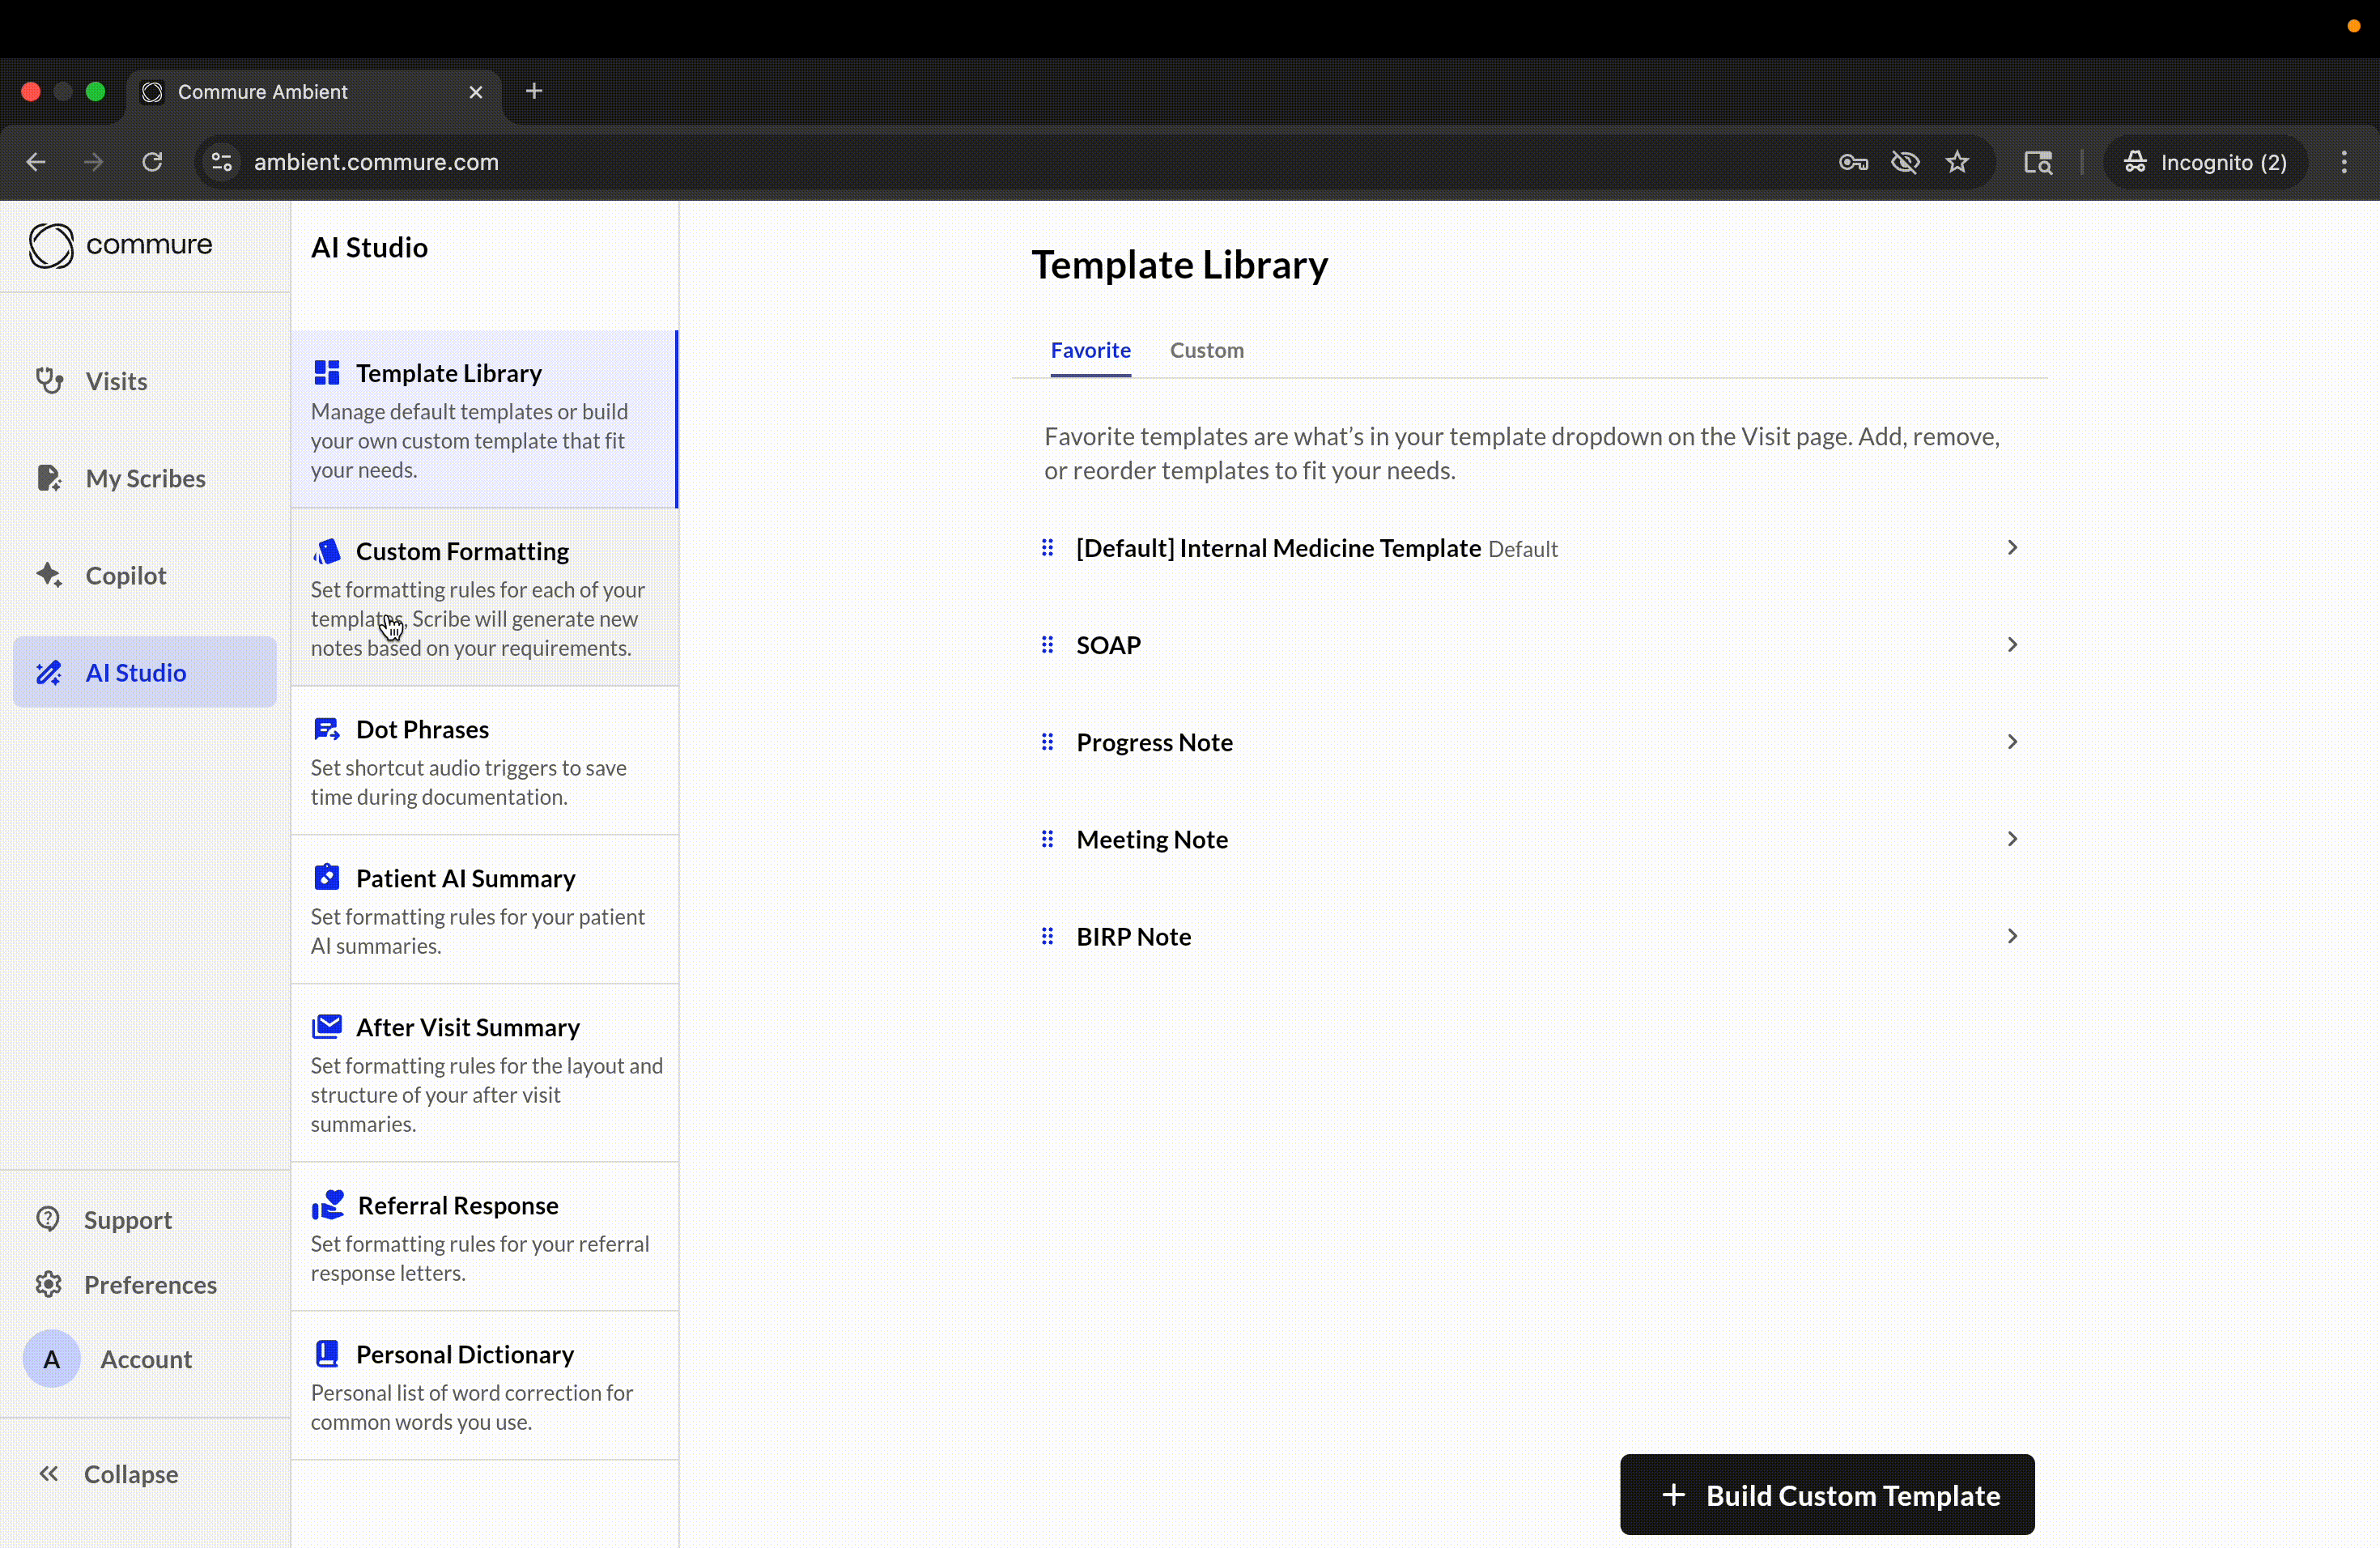 Commure Ambient
ambient.commure.com
Incognito (2)
commure
Visits
My Scribes
Copilot
AI Studio
Support
Preferences
A Account
Collapse
AI Studio
Template Library
Manage default templates or build
your own custom template that fit
your needs.
Custom Formatting
Set formatting rules for each of your
templates, Scribe will generate new
notes based on your requirements.
Dot Phrases
Set shortcut audio triggers to save
time during documentation.
Patient AI Summary
Set formatting rules for your patient
AI summaries.
After Visit Summary
Set formatting rules for the layout and
structure of your after visit
summaries.
Referral Response
Set formatting rules for your referral
response letters.
Personal Dictionary
Personal list of word correction for
common words you use.
Template Library
Favorite Custom
Favorite templates are what’s in your template dropdown on the Visit page. Add, remove,
or reorder templates to fit your needs.
[Default] Internal Medicine Template Default
SOAP
Progress Note
Meeting Note
BIRP Note
+ Build Custom Template